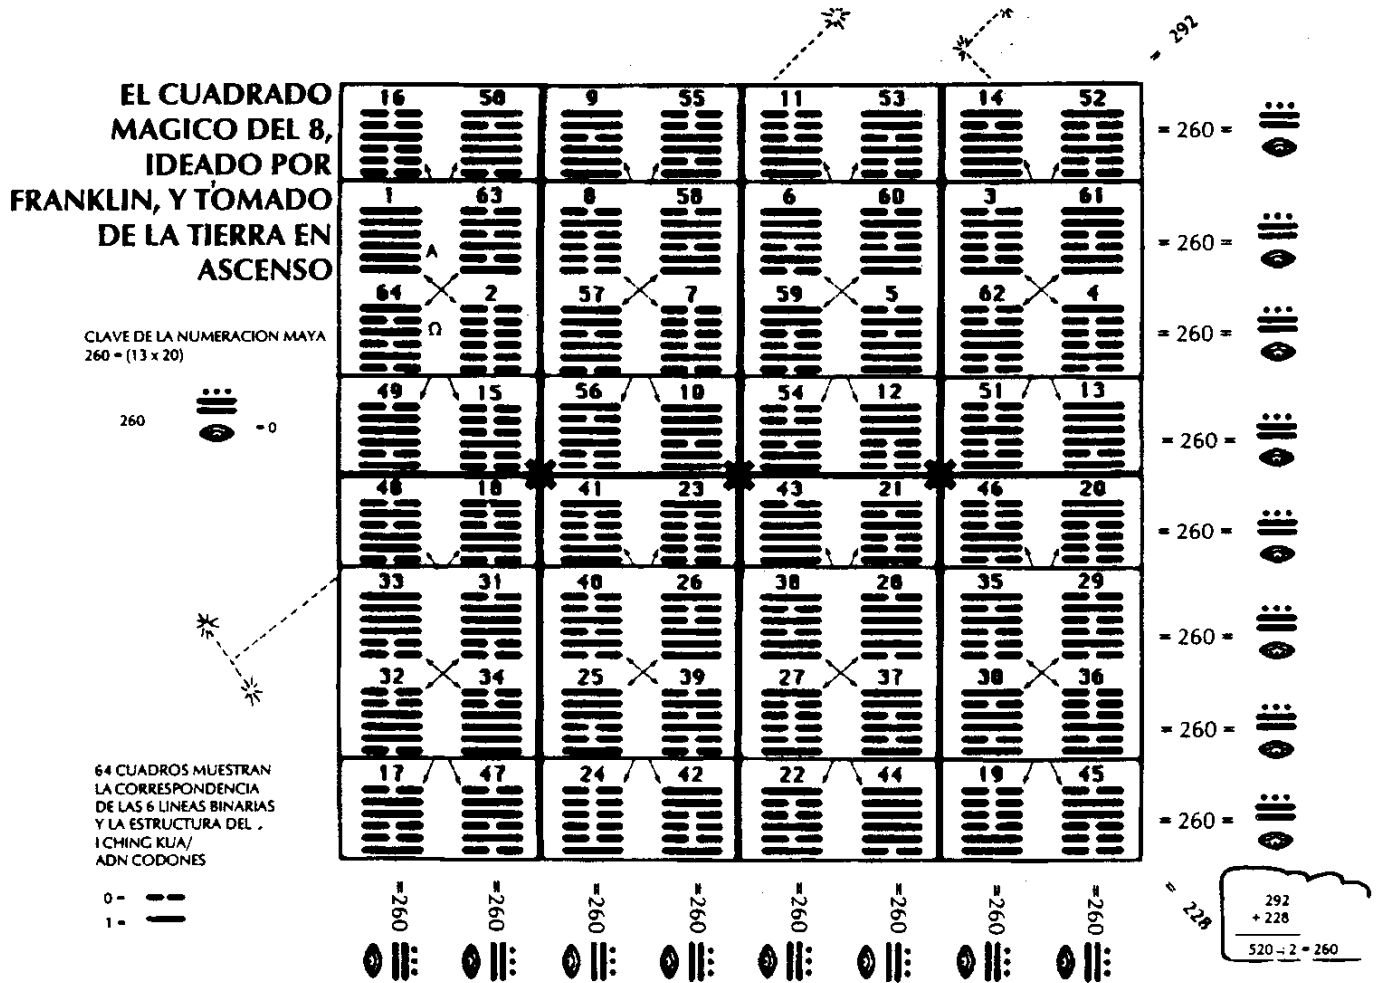 = 292
EL CUADRADO
MAGICO DEL 8,
IDEADO POR
FRANKLIN, Y TOMADO
DE LA TIERRA EN
ASCENSO
CLAVE DE LA NUMERACION MAYA
260 = (13 x 20)
260 = 0
16 50 9 55 11 53 14 52 = 260 =
1 63 8 58 6 60 3 61 = 260 =
A
64 2 57 7 59 5 62 4 = 260 =
Ω
49 15 56 10 54 12 51 13 = 260 =
48 18 41 23 43 21 46 20 = 260 =
33 31 40 26 38 28 35 29 = 260 =
32 34 25 39 27 37 30 36 = 260 =
17 47 24 42 22 44 19 45 = 260 =
64 CUADROS MUESTRAN
LA CORRESPONDENCIA
DE LAS 6 LINEAS BINARIAS
Y LA ESTRUCTURA DEL
I CHING KUA/
ADN CODONES
0 =
1 =
=260 =260 =260 =260 =260 =260 =260 =260
= 228
292
+ 228
520 ÷ 2 = 260